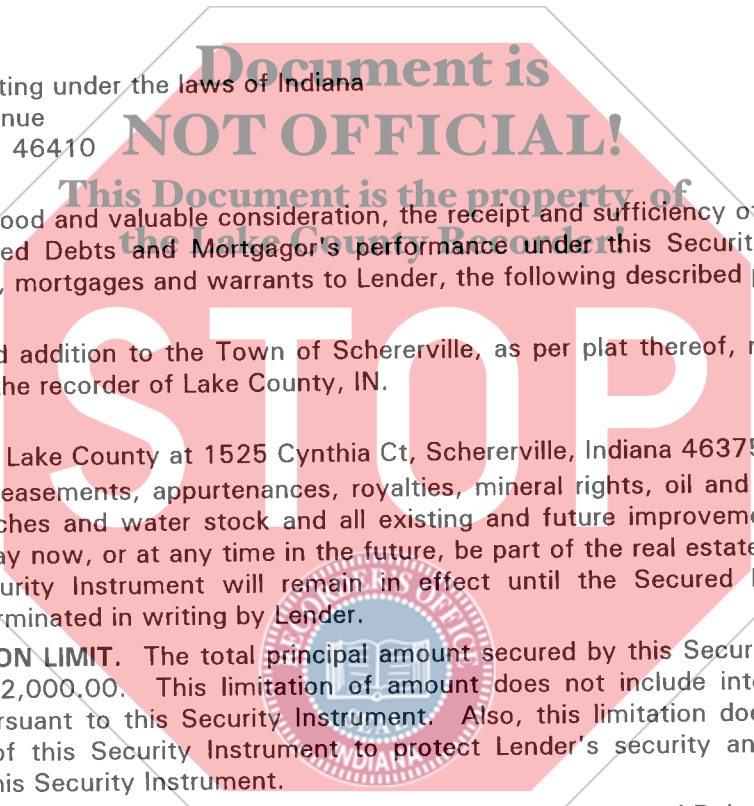 Document is
ting under the laws of Indiana
nue
46410
NOT OFFICIAL!
This Document is the property of
ood and valuable consideration, the receipt and sufficiency o
the Lake County Recorder!
ed Debts and Mortgagor's performance under this Securit
, mortgages and warrants to Lender, the following described
d addition to the Town of Schererville, as per plat thereof, r
the recorder of Lake County, IN.
STOP
Lake County at 1525 Cynthia Ct, Schererville, Indiana 46375
easements, appurtenances, royalties, mineral rights, oil and
ches and water stock and all existing and future improveme
ay now, or at any time in the future, be part of the real estate
urity Instrument will remain in effect until the Secured
rminated in writing by Lender.
RECORDER'S OFFICE
ON LIMIT. The total principal amount secured by this Secur
2,000.00. This limitation of amount does not include int
rsuant to this Security Instrument. Also, this limitation doe
of this Security Instrument to protect Lender's security an
INDIANA
his Security Instrument.